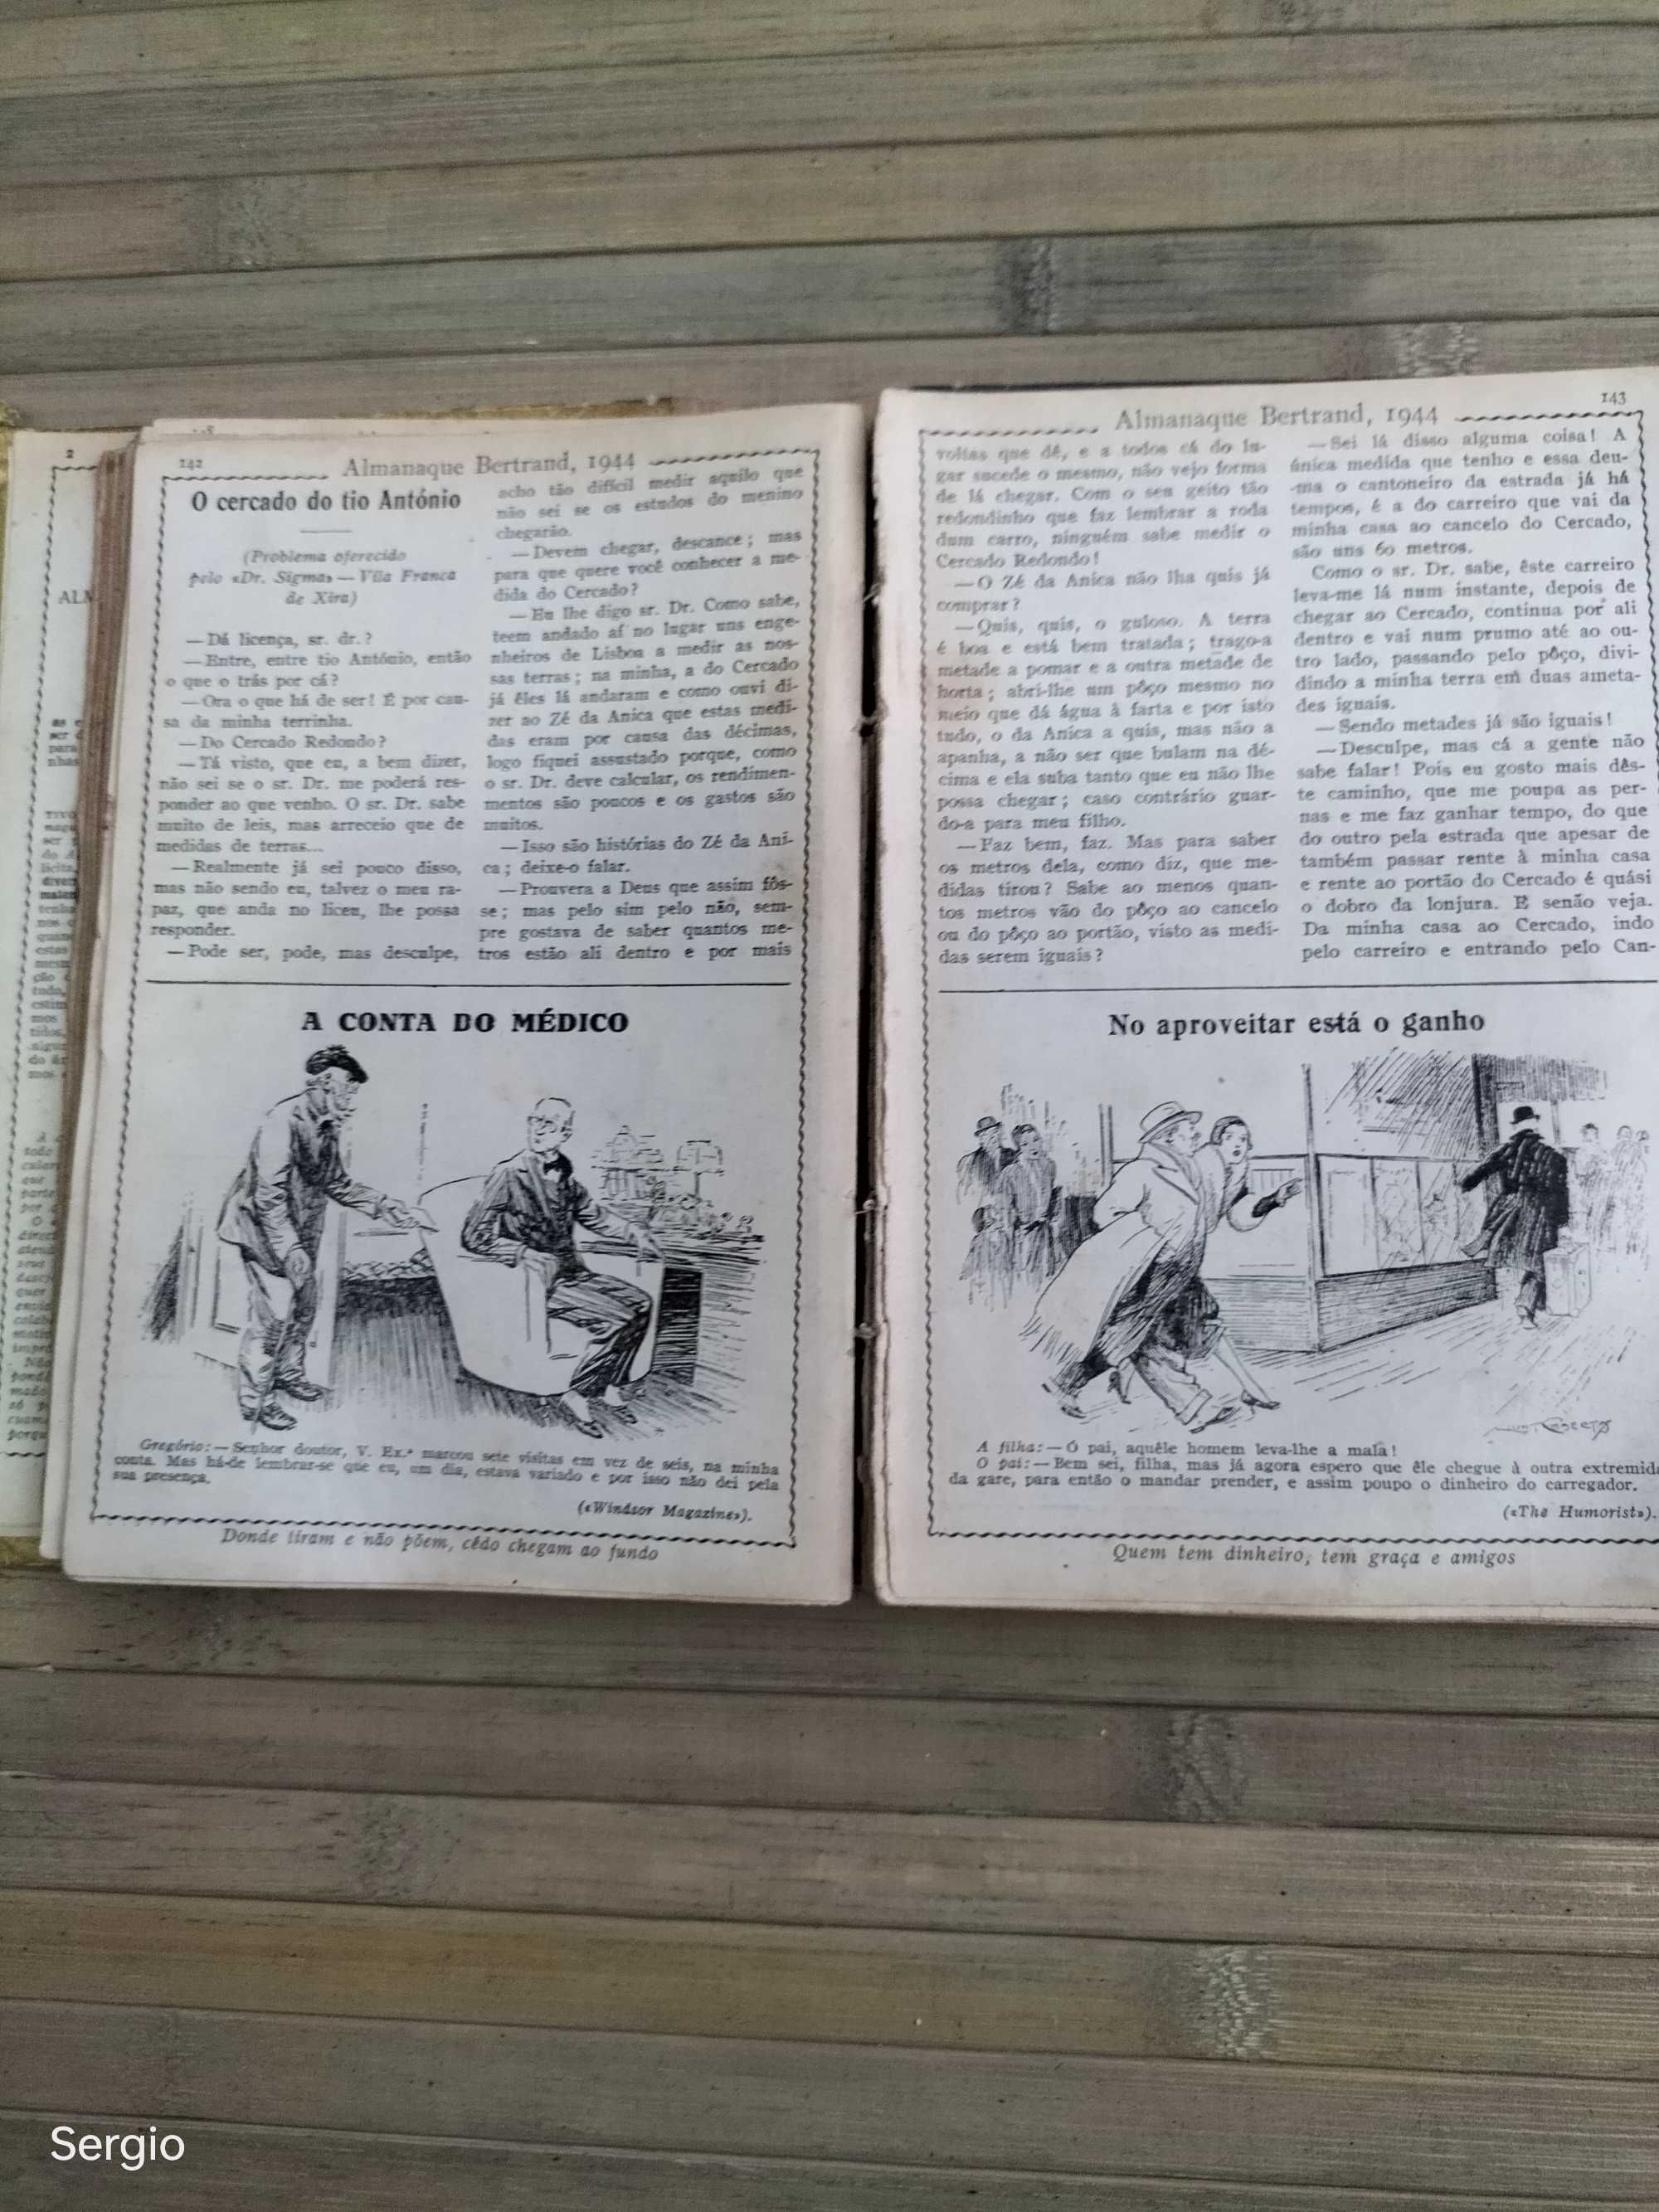 142
Almanaque Bertrand, 1944
O cercado do tio António
(Problema oferecido
pelo «Dr. Sigma» — Vila Franca
de Xira)
— Dá licença, sr. dr. ?
— Entre, entre tio António, então
o que o trás por cá?
— Ora o que há de ser! É por cau-
sa da minha terrinha.
— Do Cercado Redondo?
— Tá visto, que eu, a bem dizer,
não sei se o sr. Dr. me poderá res-
ponder ao que venho. O sr. Dr. sabe
muito de leis, mas arreceio que de
medidas de terras...
— Realmente já sei pouco disso,
mas não sendo eu, talvez o meu ra-
paz, que anda no liceu, lhe possa
responder.
— Pode ser, pode, mas desculpe,
acho tão difícil medir aquilo que
não sei se os estudos do menino
chegarão.
— Devem chegar, descance; mas
para que quere você conhecer a me-
dida do Cercado?
— Eu lhe digo sr. Dr. Como sabe,
teem andado aí no lugar uns enge-
nheiros de Lisboa a medir as nos-
sas terras; na minha, a do Cercado
já êles lá andaram e como ouvi di-
zer ao Zé da Anica que estas medi-
das eram por causa das décimas,
logo fiquei assustado porque, como
o sr. Dr. deve calcular, os rendimen-
mentos são poucos e os gastos são
muitos.
— Isso são histórias do Zé da Ani-
ca; deixe-o falar.
— Prouvera a Deus que assim fôs-
se; mas pelo sim pelo não, sem-
pre gostava de saber quantos me-
tros estão ali dentro e por mais
A CONTA DO MÉDICO
Gregório: — Senhor doutor, V. Ex.ª marcou sete visitas em vez de seis, na minha
conta. Mas há-de lembrar-se que eu, um dia, estava variado e por isso não dei pela
sua presença.
(«Windsor Magazine»).
Donde tiram e não põem, cêdo chegam ao fundo
143
Almanaque Bertrand, 1944
voltas que dê, e a todos cá do lu-
gar sucede o mesmo, não vejo forma
de lá chegar. Com o seu geito tão
redondinho que faz lembrar a roda
dum carro, ninguém sabe medir o
Cercado Redondo!
— O Zé da Anica não lha quis já
comprar?
— Quis, quis, o guloso. A terra
é boa e está bem tratada; trago-a
metade a pomar e a outra metade de
horta; abri-lhe um pôço mesmo no
meio que dá água à farta e por isto
tudo, o da Anica a quis, mas não a
apanha, a não ser que bulam na dé-
cima e ela suba tanto que eu não lhe
possa chegar; caso contrário guar-
do-a para meu filho.
— Faz bem, faz. Mas para saber
os metros dela, como diz, que me-
didas tirou? Sabe ao menos quan-
tos metros vão do pôço ao cancelo
ou do pôço ao portão, visto as medi-
das serem iguais?
— Sei lá disso alguma coisa! A
única medida que tenho e essa deu-
-ma o cantoneiro da estrada já há
tempos, é a do carreiro que vai da
minha casa ao cancelo do Cercado,
são uns 60 metros.
Como o sr. Dr. sabe, êste carreiro
leva-me lá num instante, depois de
chegar ao Cercado, continua por ali
dentro e vai num prumo até ao ou-
tro lado, passando pelo pôço, divi-
dindo a minha terra em duas ameta-
des iguais.
— Sendo metades já são iguais!
— Desculpe, mas cá a gente não
sabe falar! Pois eu gosto mais dês-
te caminho, que me poupa as per-
nas e me faz ganhar tempo, do que
do outro pela estrada que apesar de
também passar rente à minha casa
e rente ao portão do Cercado é quási
o dobro da lonjura. E senão veja.
Da minha casa ao Cercado, indo
pelo carreiro e entrando pelo Can-
No aproveitar está o ganho
A filha: — Ó pai, aquêle homem leva-lhe a mala!
O pai: — Bem sei, filha, mas já agora espero que êle chegue à outra extremid
da gare, para então o mandar prender, e assim poupo o dinheiro do carregador.
(«The Humorist»).
Quem tem dinheiro, tem graça e amigos
Sergio